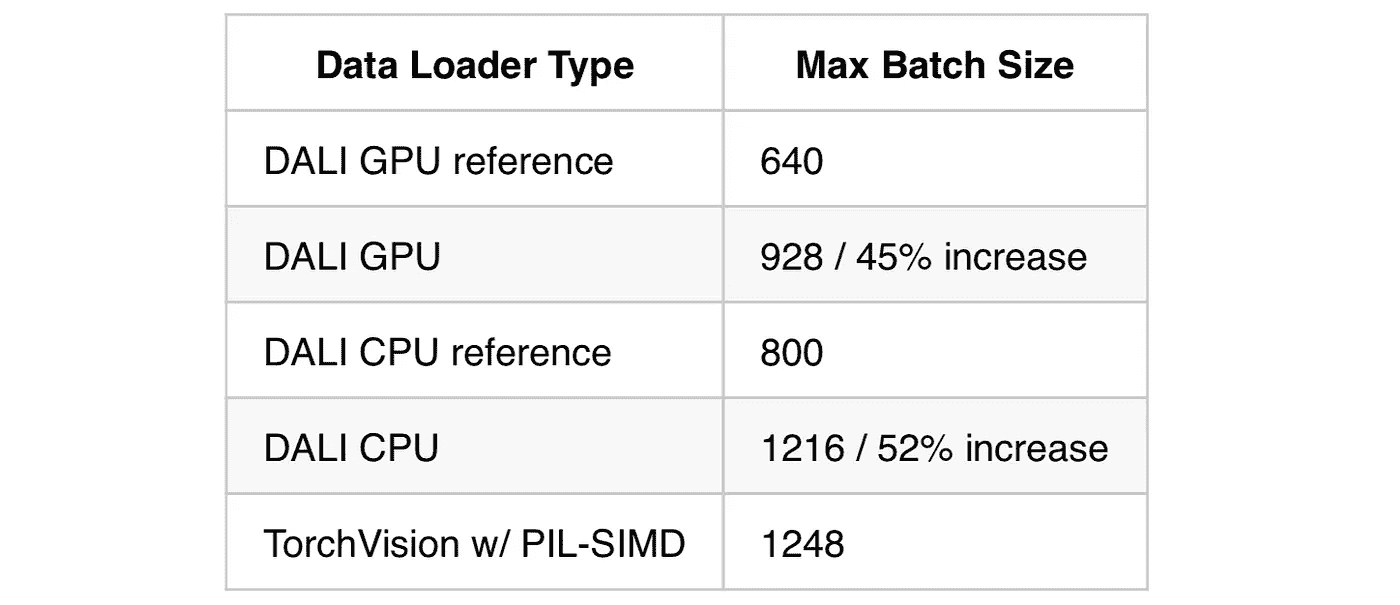 Data Loader Type Max Batch Size
DALI GPU reference 640
DALI GPU 928 / 45% increase
DALI CPU reference 800
DALI CPU 1216 / 52% increase
TorchVision w/ PIL-SIMD 1248